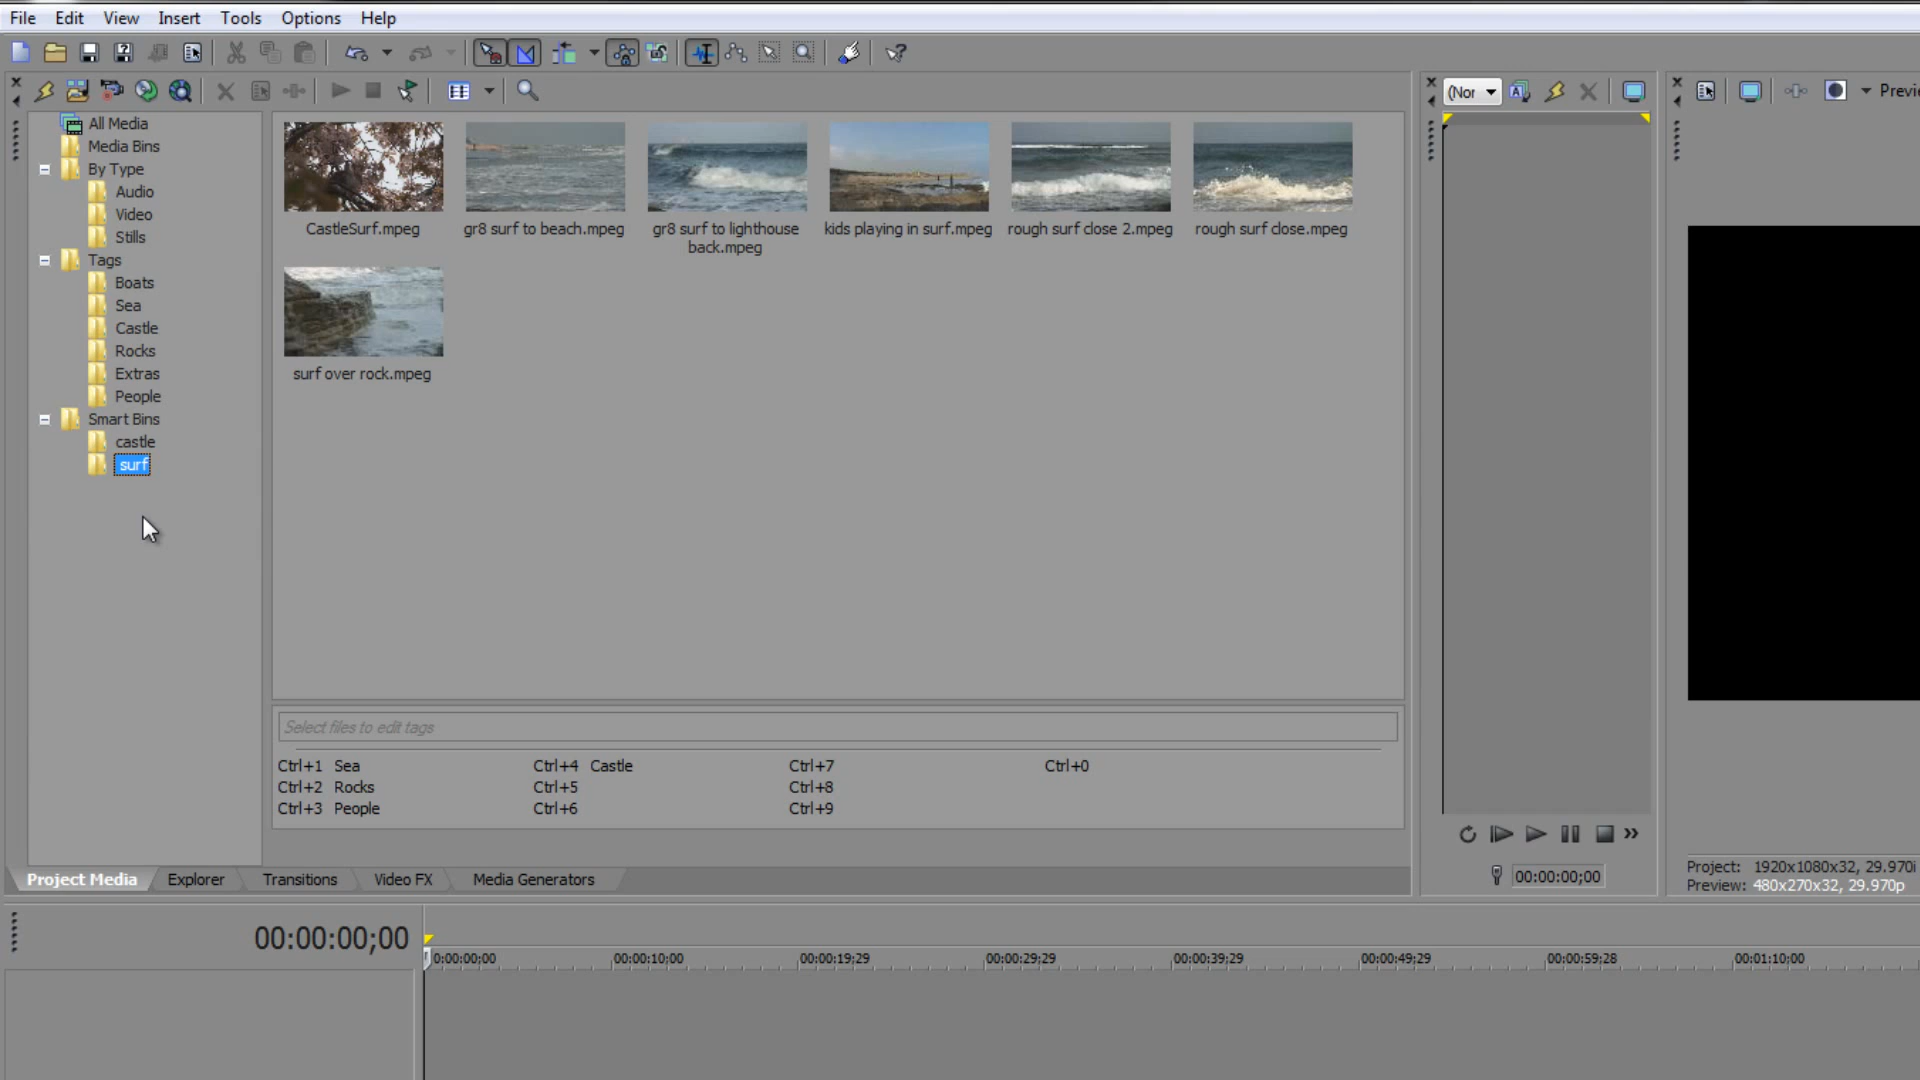 File Edit View Insert Tools Options Help
(Nor
Previe
All Media
Media Bins
By Type
Audio
Video
Stills
Tags
Boats
Sea
Castle
Rocks
Extras
People
Smart Bins
castle
surf
CastleSurf.mpeg
gr8 surf to beach.mpeg
gr8 surf to lighthouse
back.mpeg
kids playing in surf.mpeg
rough surf close 2.mpeg
rough surf close.mpeg
surf over rock.mpeg
Select files to edit tags
Ctrl+1 Sea Ctrl+4 Castle Ctrl+7 Ctrl+0
Ctrl+2 Rocks Ctrl+5 Ctrl+8
Ctrl+3 People Ctrl+6 Ctrl+9
Project Media Explorer Transitions Video FX Media Generators
00:00:00;00
Project: 1920x1080x32, 29.970i
Preview: 480x270x32, 29.970p
00:00:00;00
0:00:00;00 00:00:10;00 00:00:19;29 00:00:29;29 00:00:39;29 00:00:49;29 00:00:59;28 00:01:10;00